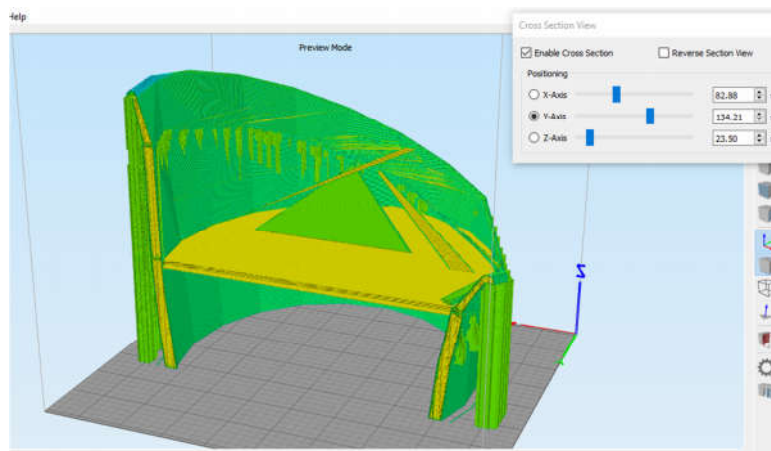 Help
Cross Section View
Preview Mode
Enable Cross Section
Reverse Section View
Positioning
X-Axis
82.88
Y-Axis
134.21
Z-Axis
23.50
Z